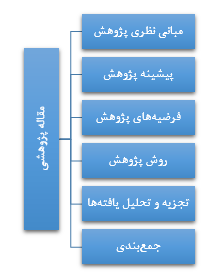 مقاله پژوهشی
مبانی نظری پژوهش
پیشینه پژوهش
فرضیه‌های پژوهش
روش پژوهش
تجزیه و تحلیل یافته‌ها
جمع‌بندی